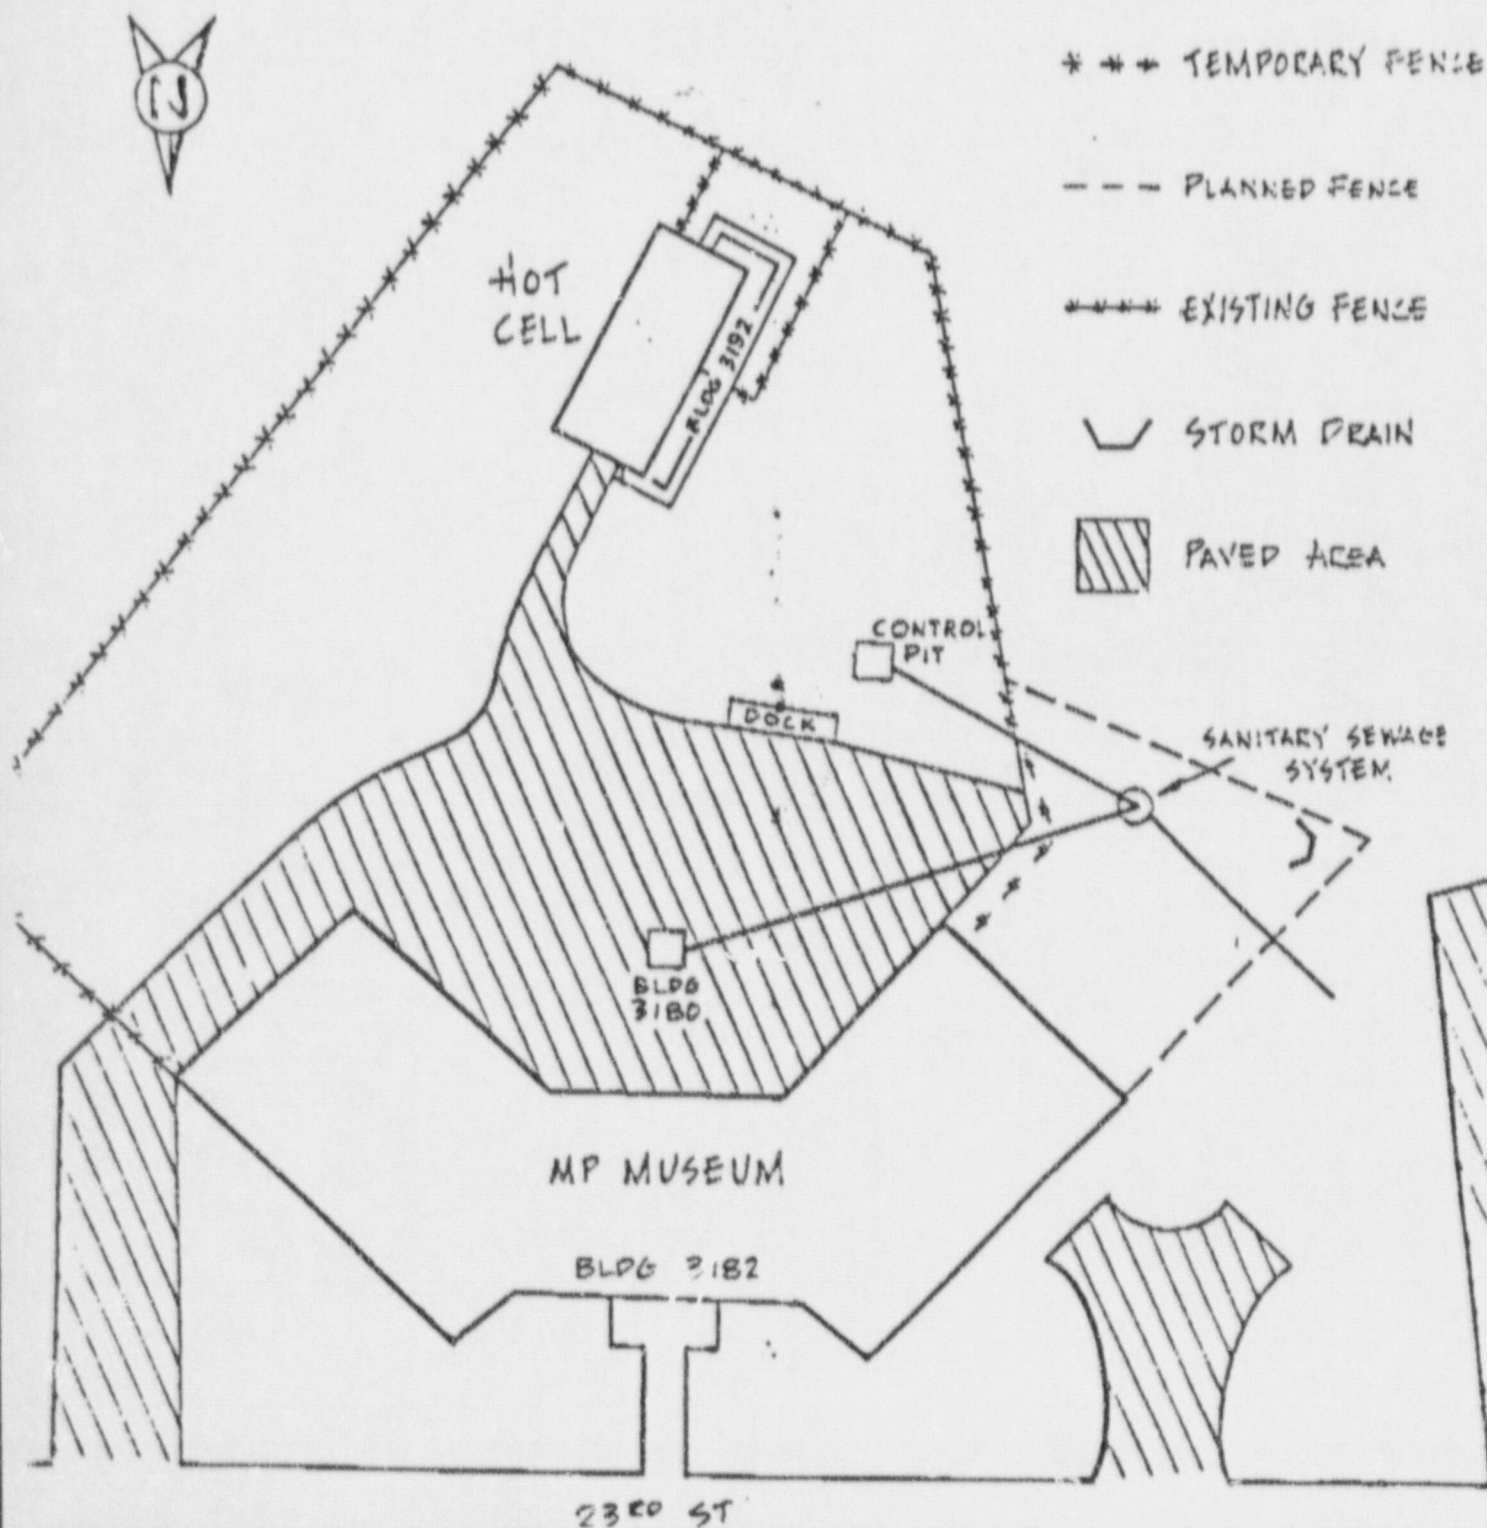 N
TEMPORARY FENCE
PLANNED FENCE
EXISTING FENCE
STORM DRAIN
PAVED AREA
HOT
CELL
BLDG 3192
CONTROL
PIT
DOCK
SANITARY SEWAGE
SYSTEM
BLDG
3180
MP MUSEUM
BLDG 3182
23RD ST